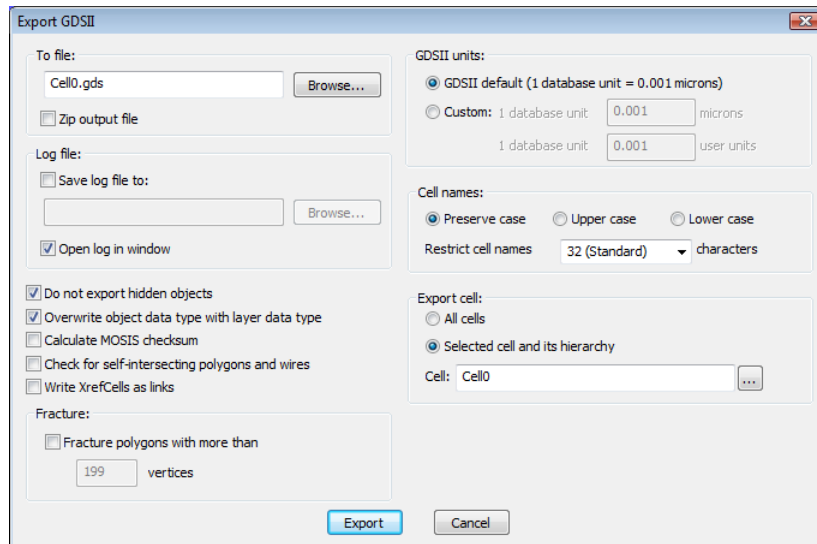 Export GDSII
To file:
Cell0.gds
Browse...
Zip output file
Log file:
Save log file to:
Browse...
Open log in window
Do not export hidden objects
Overwrite object data type with layer data type
Calculate MOSIS checksum
Check for self-intersecting polygons and wires
Write XrefCells as links
Fracture:
Fracture polygons with more than
199 vertices
GDSII units:
GDSII default (1 database unit = 0.001 microns)
Custom: 1 database unit 0.001 microns
1 database unit 0.001 user units
Cell names:
Preserve case Upper case Lower case
Restrict cell names 32 (Standard) characters
Export cell:
All cells
Selected cell and its hierarchy
Cell: Cell0 ...
Export Cancel